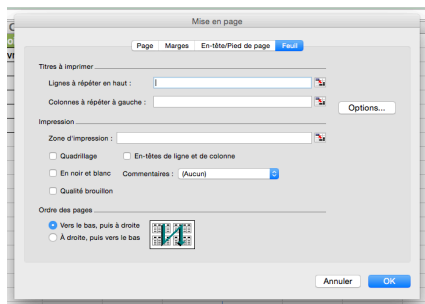 Mise en page
Page Marges En-tête/Pied de page Feuil
Titres à imprimer
Lignes à répéter en haut :
Colonnes à répéter à gauche :
Options...
Impression
Zone d'impression :
Quadrillage En-têtes de ligne et de colonne
En noir et blanc Commentaires : (Aucun)
Qualité brouillon
Ordre des pages
Vers le bas, puis à droite
À droite, puis vers le bas
Annuler OK